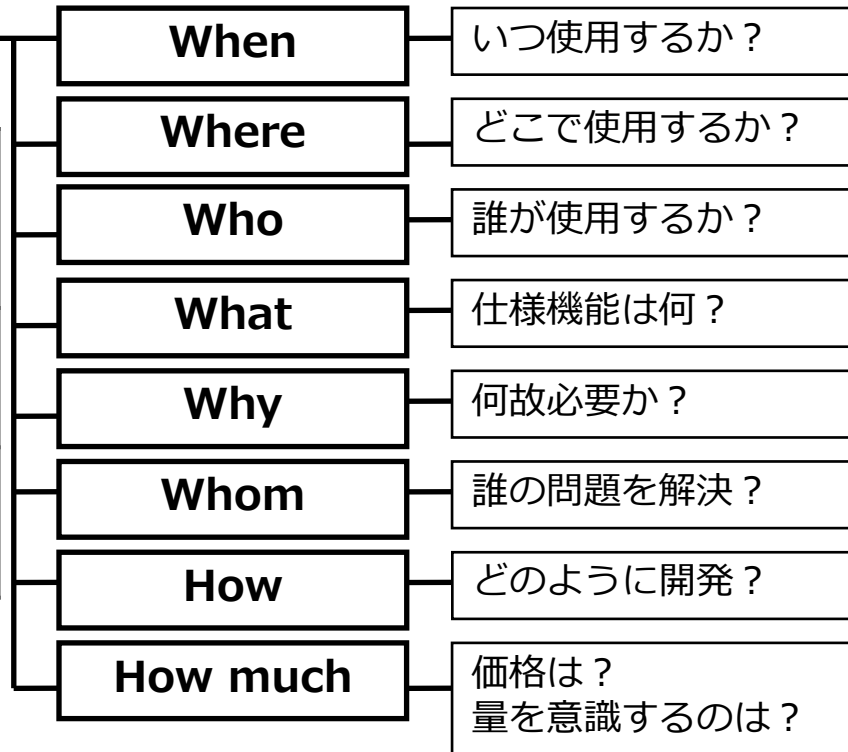 When
いつ使用するか？
Where
どこで使用するか？
Who
誰が使用するか？
What
仕様機能は何？
Why
何故必要か？
Whom
誰の問題を解決？
How
どのように開発？
How much
価格は？
量を意識するのは？